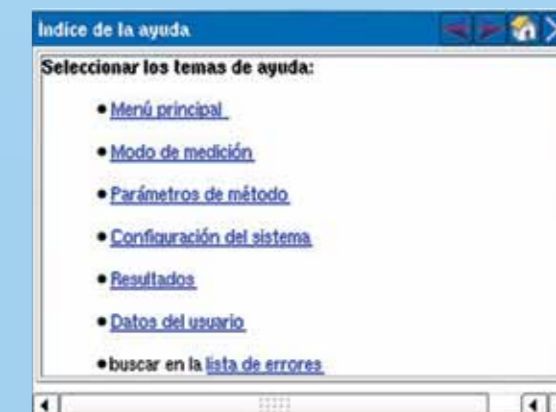 Indice de la ayuda
Seleccionar los temas de ayuda:
• Menú principal
• Modo de medición
• Parámetros de método
• Configuración del sistema
• Resultados
• Datos del usuario
• buscar en la lista de errores